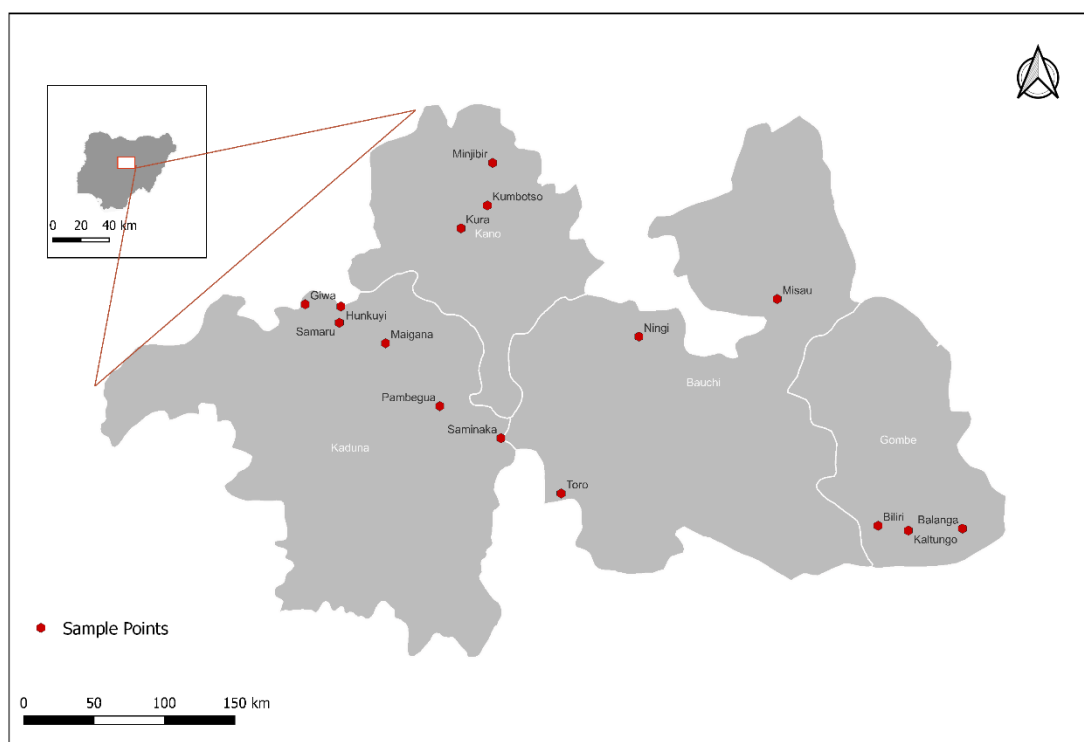 Minjibir
Kumbotso
Kura
Kano
0 20 40 km
Misau
Giwa
Hunkuyi
Samaru
Ningi
Maigana
Bauchi
Pambegua
Saminaka
Kaduna
Gombe
Toro
Biliri
Balanga
Kaltungo
Sample Points
0 50 100 150 km